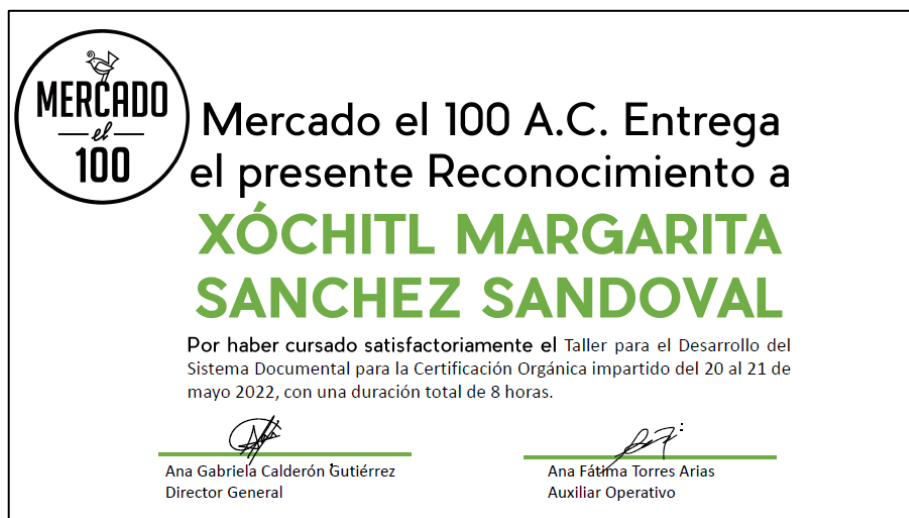 MERCADO
el
100
Mercado el 100 A.C. Entrega
el presente Reconocimiento a
XÓCHITL MARGARITA
SANCHEZ SANDOVAL
Por haber cursado satisfactoriamente el Taller para el Desarrollo del
Sistema Documental para la Certificación Orgánica impartido del 20 al 21 de
mayo 2022, con una duración total de 8 horas.
Ana Gabriela Calderón Gutiérrez
Director General
Ana Fátima Torres Arias
Auxiliar Operativo